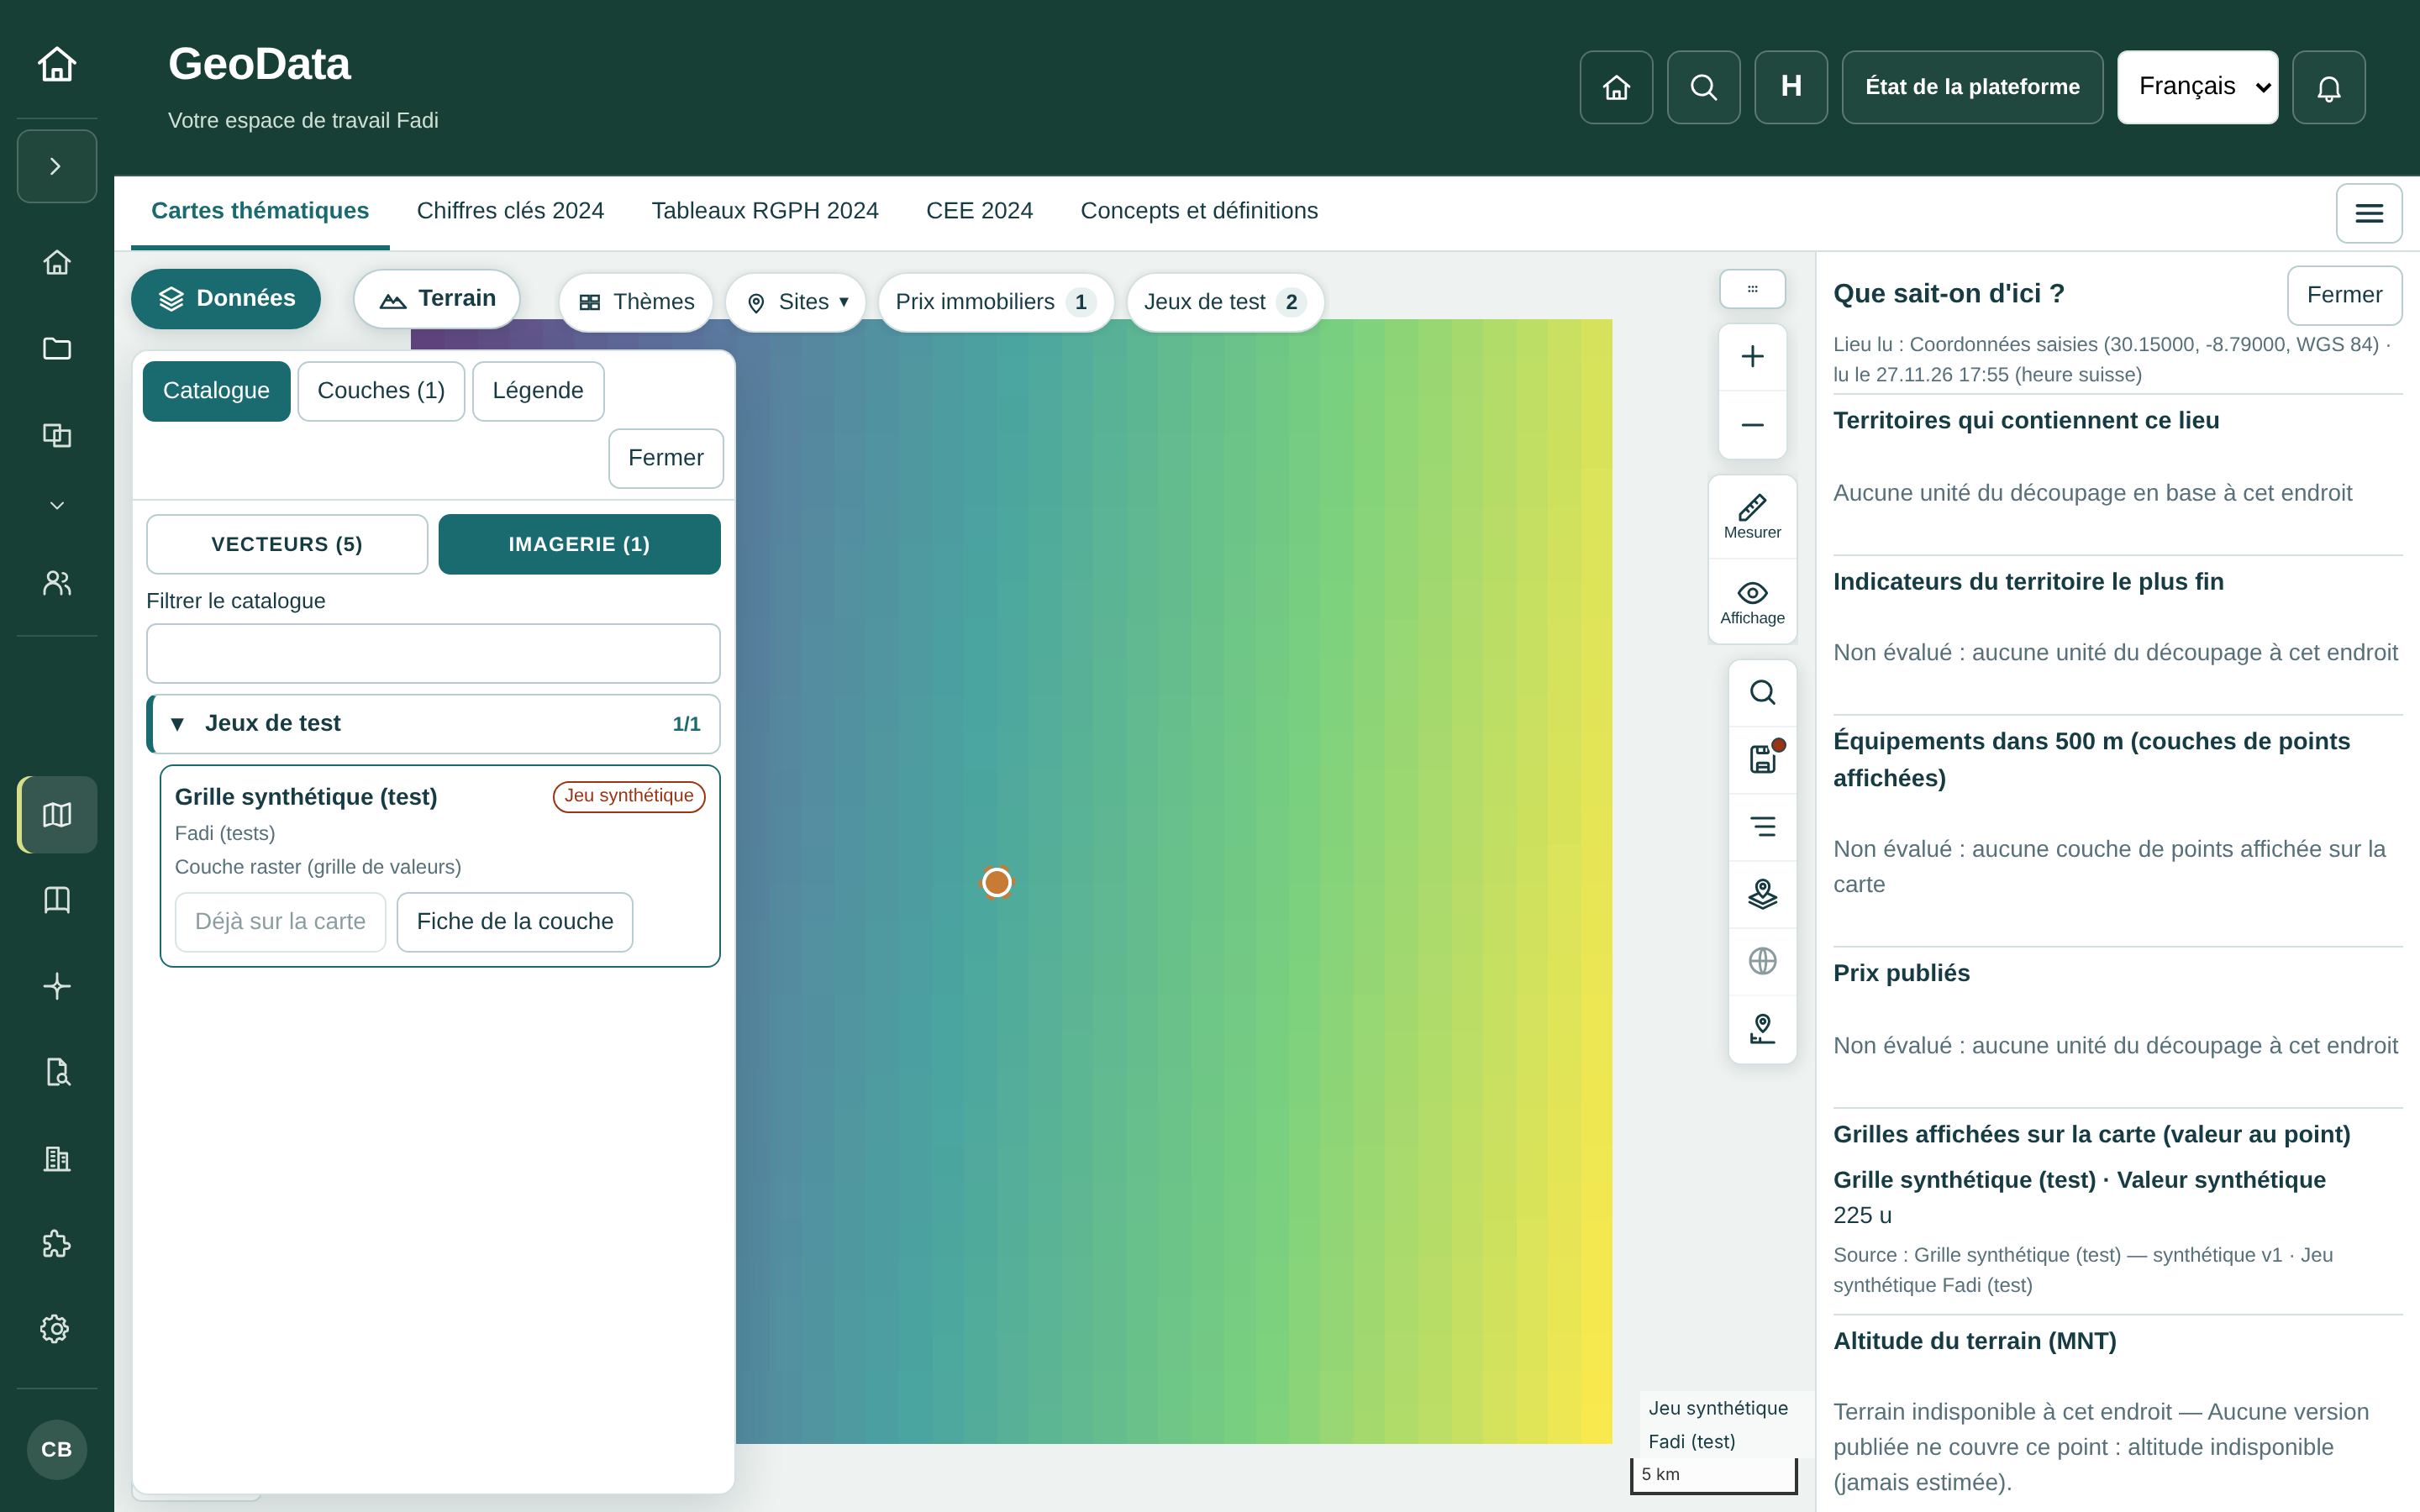 GeoData
Votre espace de travail Fadi
H
État de la plateforme
Français
Cartes thématiques
Chiffres clés 2024
Tableaux RGPH 2024
CEE 2024
Concepts et définitions
Données
Terrain
Thèmes
Sites ▾
Prix immobiliers 1
Jeux de test 2
Catalogue
Couches (1)
Légende
Fermer
VECTEURS (5)
IMAGERIE (1)
Filtrer le catalogue
▼ Jeux de test 1/1
Grille synthétique (test)
Jeu synthétique
Fadi (tests)
Couche raster (grille de valeurs)
Déjà sur la carte
Fiche de la couche
Mesurer
Affichage
Jeu synthétique
Fadi (test)
5 km
Que sait-on d'ici ?
Fermer
Lieu lu : Coordonnées saisies (30.15000, -8.79000, WGS 84) ·
lu le 27.11.26 17:55 (heure suisse)
Territoires qui contiennent ce lieu
Aucune unité du découpage en base à cet endroit
Indicateurs du territoire le plus fin
Non évalué : aucune unité du découpage à cet endroit
Équipements dans 500 m (couches de points
affichées)
Non évalué : aucune couche de points affichée sur la
carte
Prix publiés
Non évalué : aucune unité du découpage à cet endroit
Grilles affichées sur la carte (valeur au point)
Grille synthétique (test) · Valeur synthétique
225 u
Source : Grille synthétique (test) — synthétique v1 · Jeu
synthétique Fadi (test)
Altitude du terrain (MNT)
Terrain indisponible à cet endroit — Aucune version
publiée ne couvre ce point : altitude indisponible
(jamais estimée).
CB